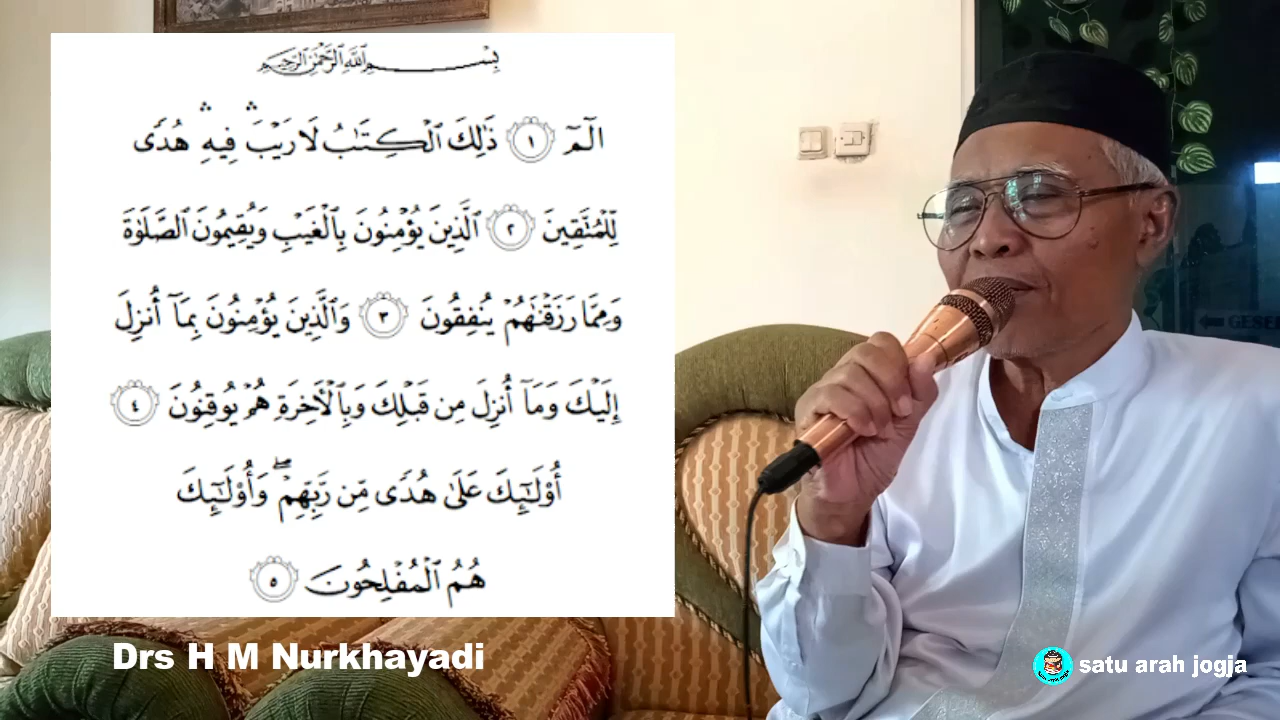 بِسْمِ اللَّهِ الرَّحْمَٰنِ الرَّحِيمِ
الٓمٓ ١ ذَٰلِكَ ٱلْكِتَٰبُ لَا رَيْبَ ۛ فِيهِ ۛ هُدًى
لِّلْمُتَّقِينَ ٢ ٱلَّذِينَ يُؤْمِنُونَ بِٱلْغَيْبِ وَيُقِيمُونَ ٱلصَّلَوٰةَ
وَمِمَّا رَزَقْنَٰهُمْ يُنفِقُونَ ٣ وَٱلَّذِينَ يُؤْمِنُونَ بِمَآ أُنزِلَ
إِلَيْكَ وَمَآ أُنزِلَ مِن قَبْلِكَ وَبِٱلْءَاخِرَةِ هُمْ يُوقِنُونَ ٤
أُو۟لَٰٓئِكَ عَلَىٰ هُدًى مِّن رَّبِّهِمْ ۖ وَأُو۟لَٰٓئِكَ
هُمُ ٱلْمُفْلِحُونَ ٥
Drs H M Nurkhayadi
satu arah jogja